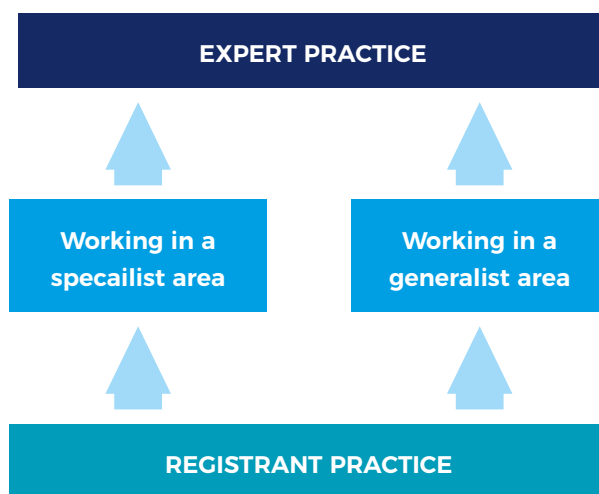 EXPERT PRACTICE
Working in a
specailist area
Working in a
generalist area
REGISTRANT PRACTICE